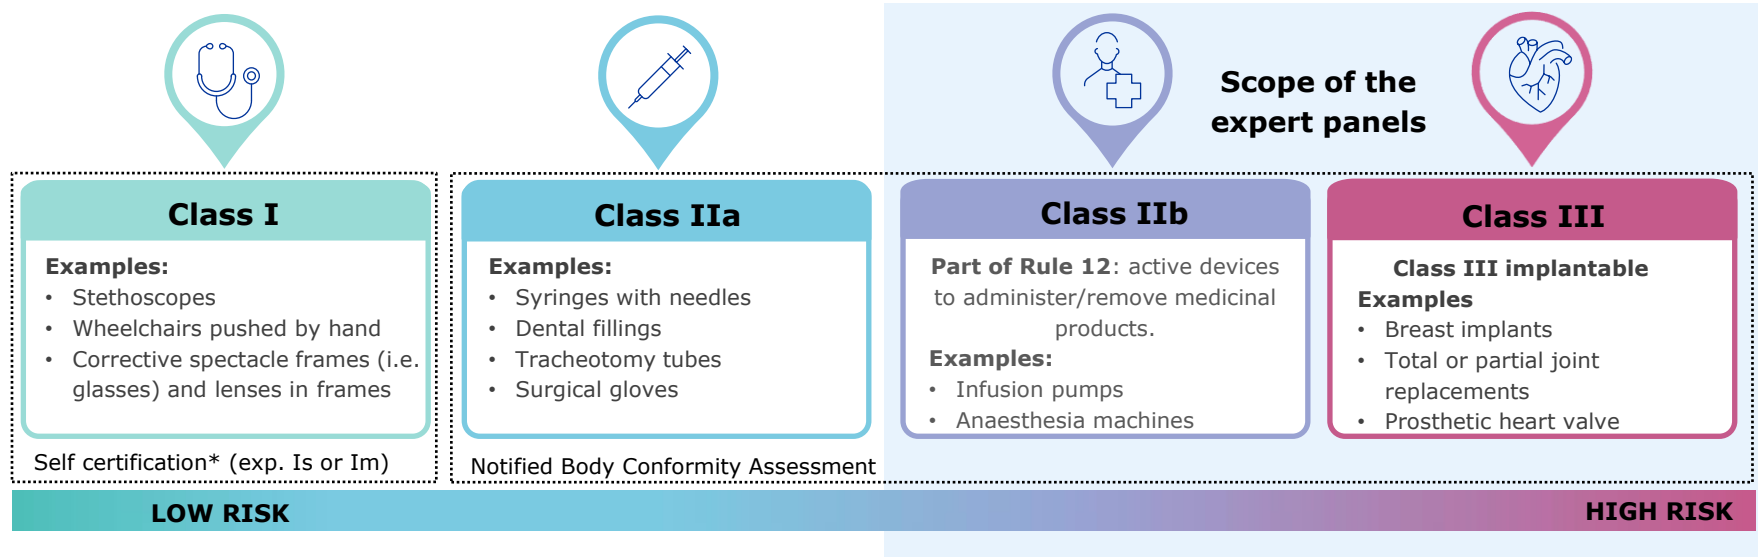 Scope of the
expert panels
Class I
Examples:
• Stethoscopes
• Wheelchairs pushed by hand
• Corrective spectacle frames (i.e.
glasses) and lenses in frames
Self certification* (exp. Is or Im)
Class IIa
Examples:
• Syringes with needles
• Dental fillings
• Tracheotomy tubes
• Surgical gloves
Notified Body Conformity Assessment
Class IIb
Part of Rule 12: active devices
to administer/remove medicinal
products.
Examples:
• Infusion pumps
• Anaesthesia machines
Class III
Class III implantable
Examples
• Breast implants
• Total or partial joint
replacements
• Prosthetic heart valve
LOW RISK
HIGH RISK